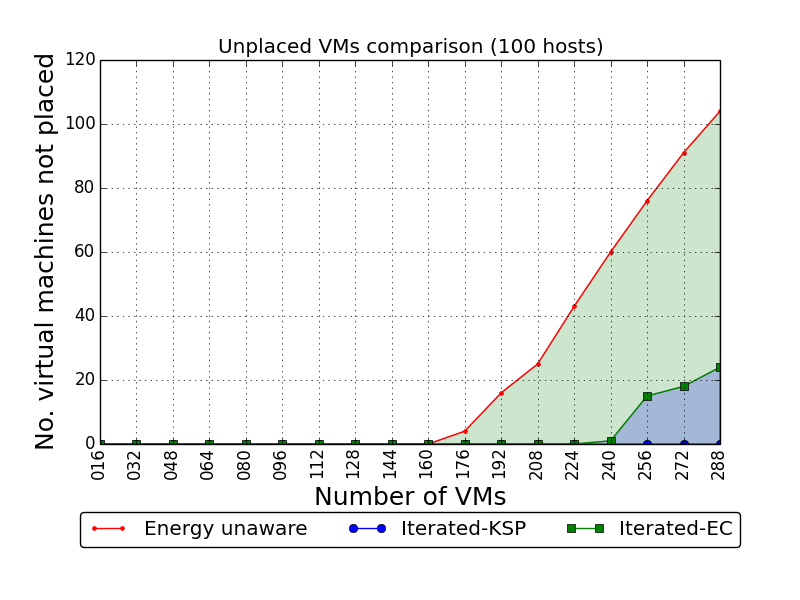 Unplaced VMs comparison (100 hosts)
No. virtual machines not placed
120
100
80
60
40
20
0
016 032 048 064 080 096 112 128 144 160 176 192 208 224 240 256 272 288
Number of VMs
Energy unaware Iterated-KSP Iterated-EC